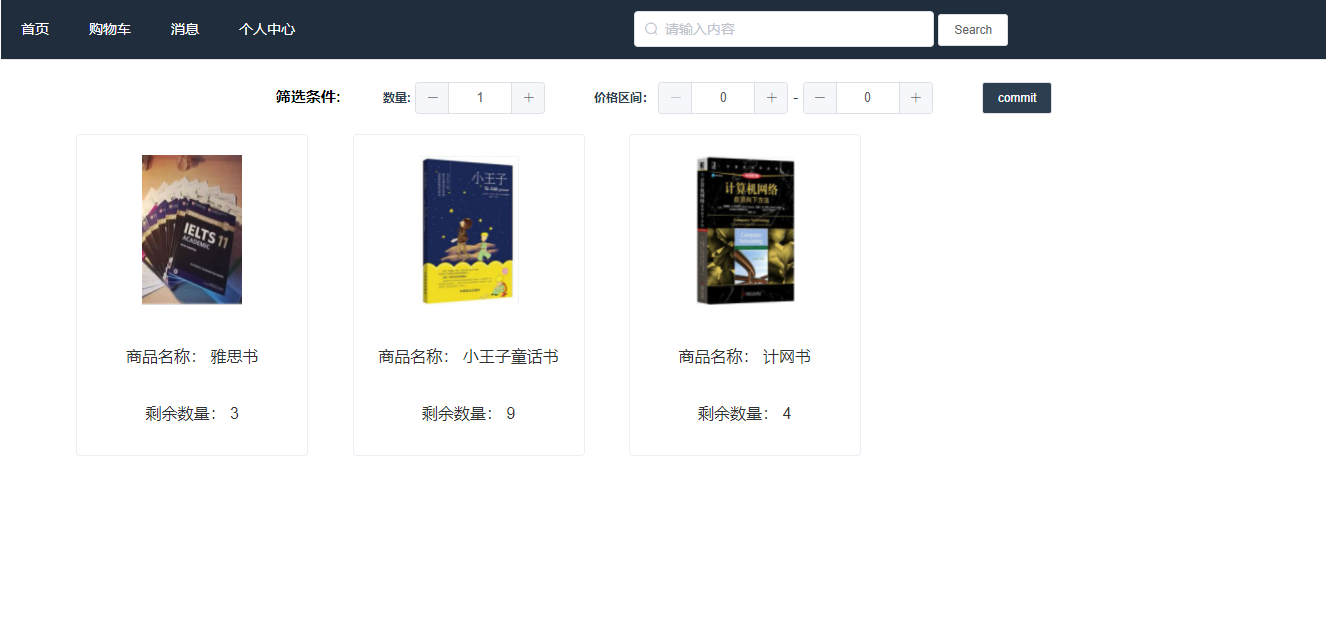 首页 购物车 消息 个人中心 请输入内容 Search
筛选条件: 数量: 1 价格区间: 0 - 0 commit
IELTS 11
ACADEMIC
小王子
计算机网络
自顶向下方法
Computer Networking
商品名称： 雅思书 商品名称： 小王子童话书 商品名称： 计网书
剩余数量： 3 剩余数量： 9 剩余数量： 4